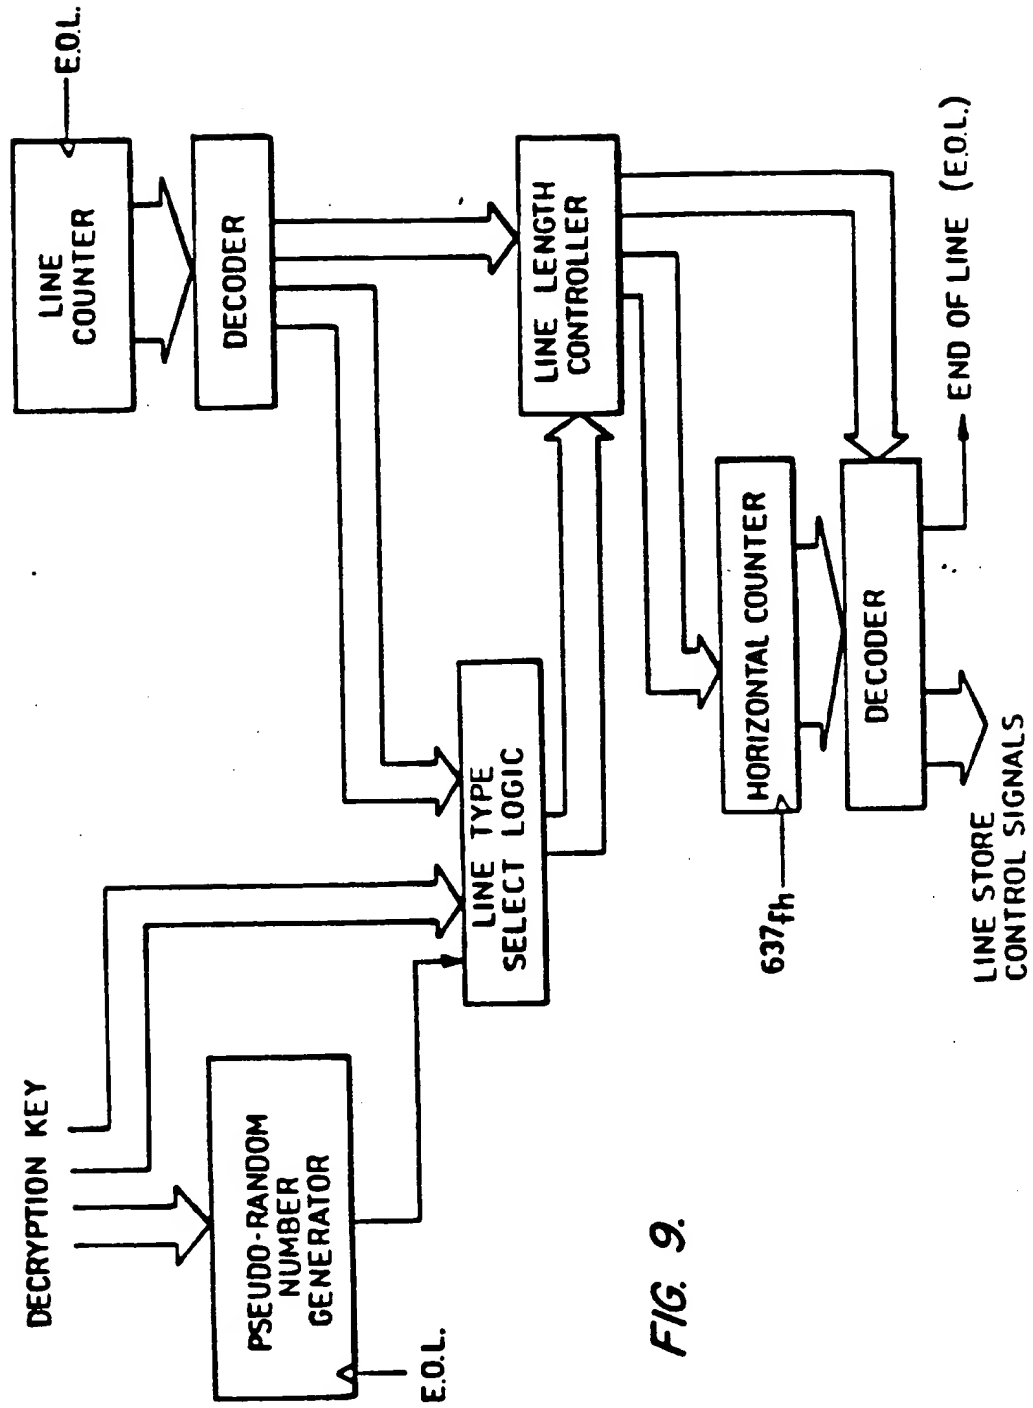 DECRYPTION KEY
PSEUDO-RANDOM
NUMBER
GENERATOR
E.O.L.
LINE TYPE
SELECT LOGIC
LINE
COUNTER
E.O.L.
DECODER
LINE LENGTH
CONTROLLER
HORIZONTAL COUNTER
637fh
DECODER
END OF LINE (E.O.L.)
LINE STORE
CONTROL SIGNALS
FIG. 9.